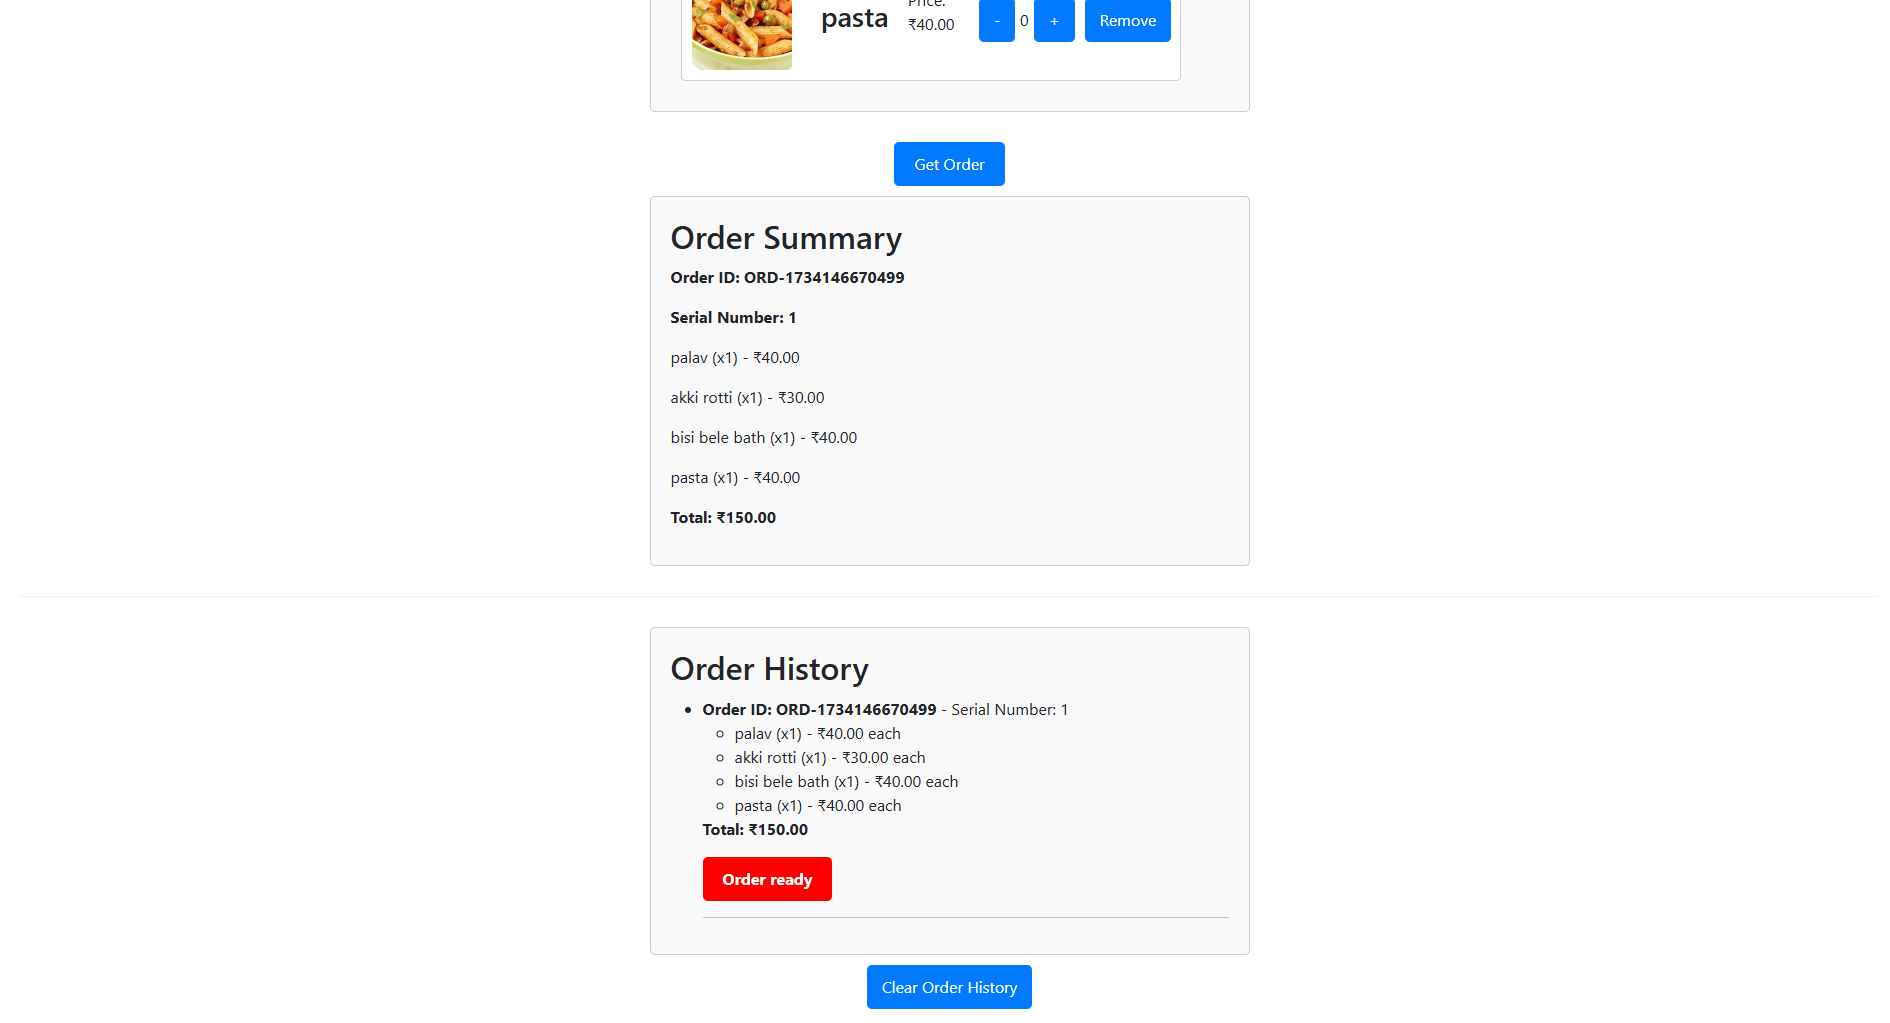 Price:
pasta ₹40.00 - 0 + Remove
Get Order
Order Summary
Order ID: ORD-1734146670499
Serial Number: 1
palav (x1) - ₹40.00
akki rotti (x1) - ₹30.00
bisi bele bath (x1) - ₹40.00
pasta (x1) - ₹40.00
Total: ₹150.00
Order History
Order ID: ORD-1734146670499 - Serial Number: 1
palav (x1) - ₹40.00 each
akki rotti (x1) - ₹30.00 each
bisi bele bath (x1) - ₹40.00 each
pasta (x1) - ₹40.00 each
Total: ₹150.00
Order ready
Clear Order History